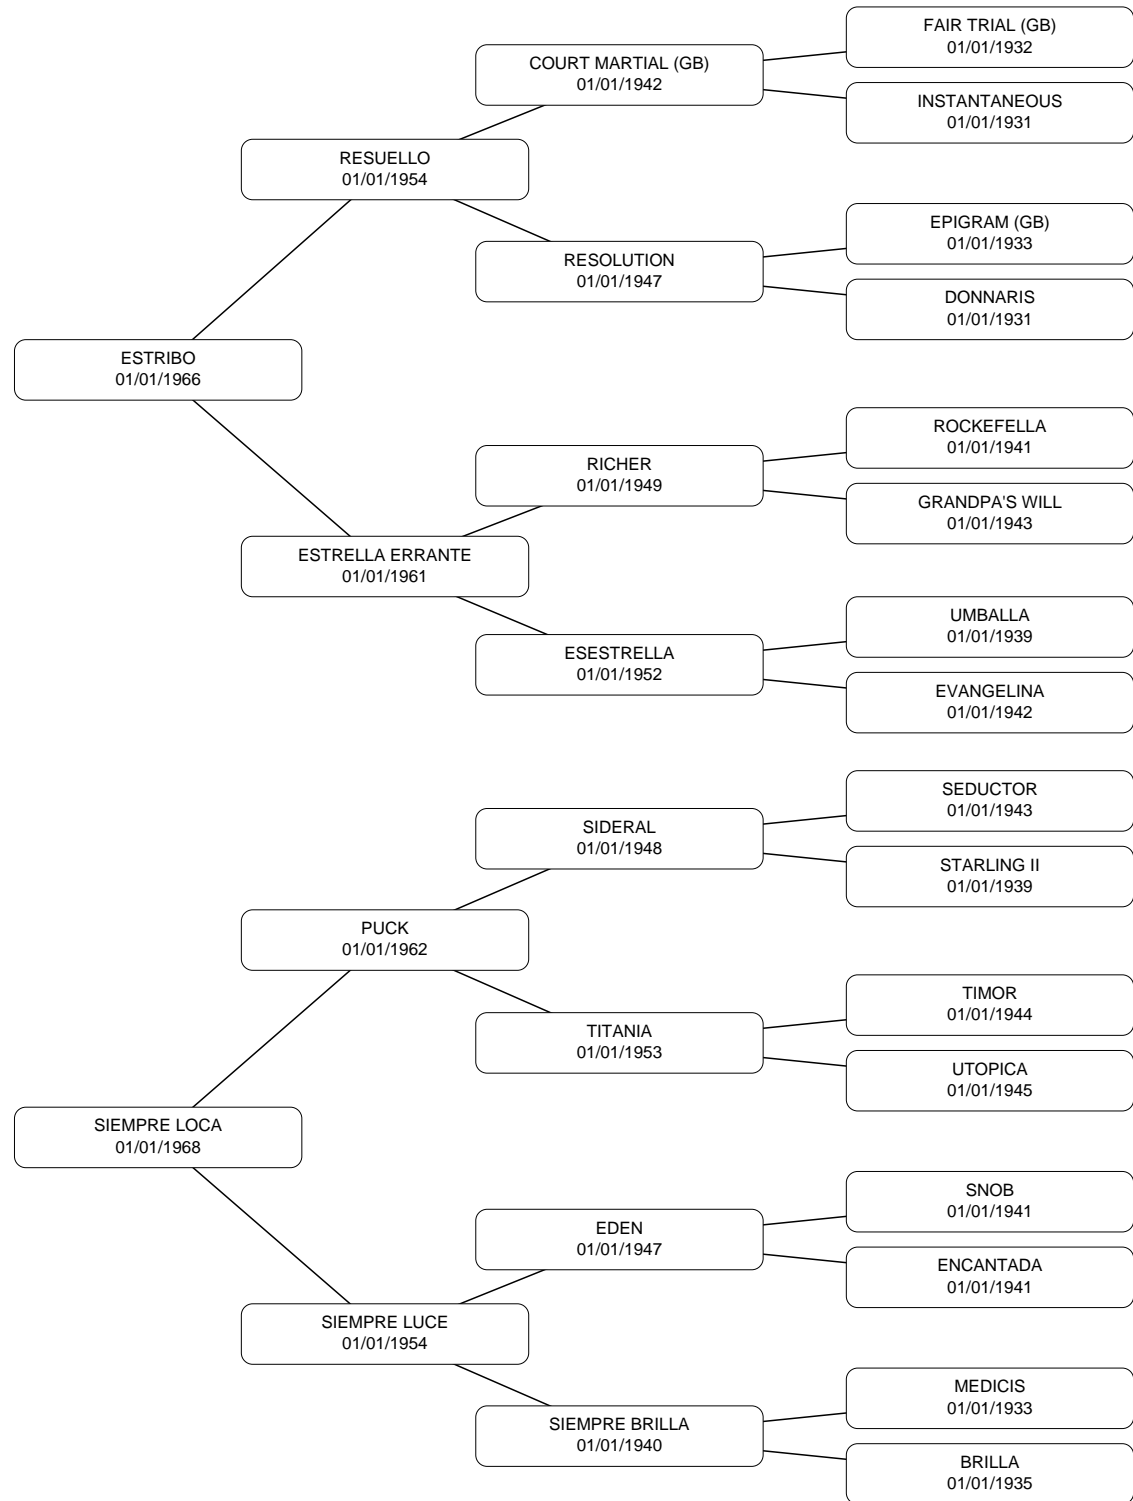 FAIR TRIAL (GB)
01/01/1932
COURT MARTIAL (GB)
01/01/1942
INSTANTANEOUS
01/01/1931
RESUELLO
01/01/1954
EPIGRAM (GB)
01/01/1933
RESOLUTION
01/01/1947
DONNARIS
01/01/1931
ESTRIBO
01/01/1966
ROCKEFELLA
01/01/1941
RICHER
01/01/1949
GRANDPA'S WILL
01/01/1943
ESTRELLA ERRANTE
01/01/1961
UMBALLA
01/01/1939
ESESTRELLA
01/01/1952
EVANGELINA
01/01/1942
SEDUCTOR
01/01/1943
SIDERAL
01/01/1948
STARLING II
01/01/1939
PUCK
01/01/1962
TIMOR
01/01/1944
TITANIA
01/01/1953
UTOPICA
01/01/1945
SIEMPRE LOCA
01/01/1968
SNOB
01/01/1941
EDEN
01/01/1947
ENCANTADA
01/01/1941
SIEMPRE LUCE
01/01/1954
MEDICIS
01/01/1933
SIEMPRE BRILLA
01/01/1940
BRILLA
01/01/1935